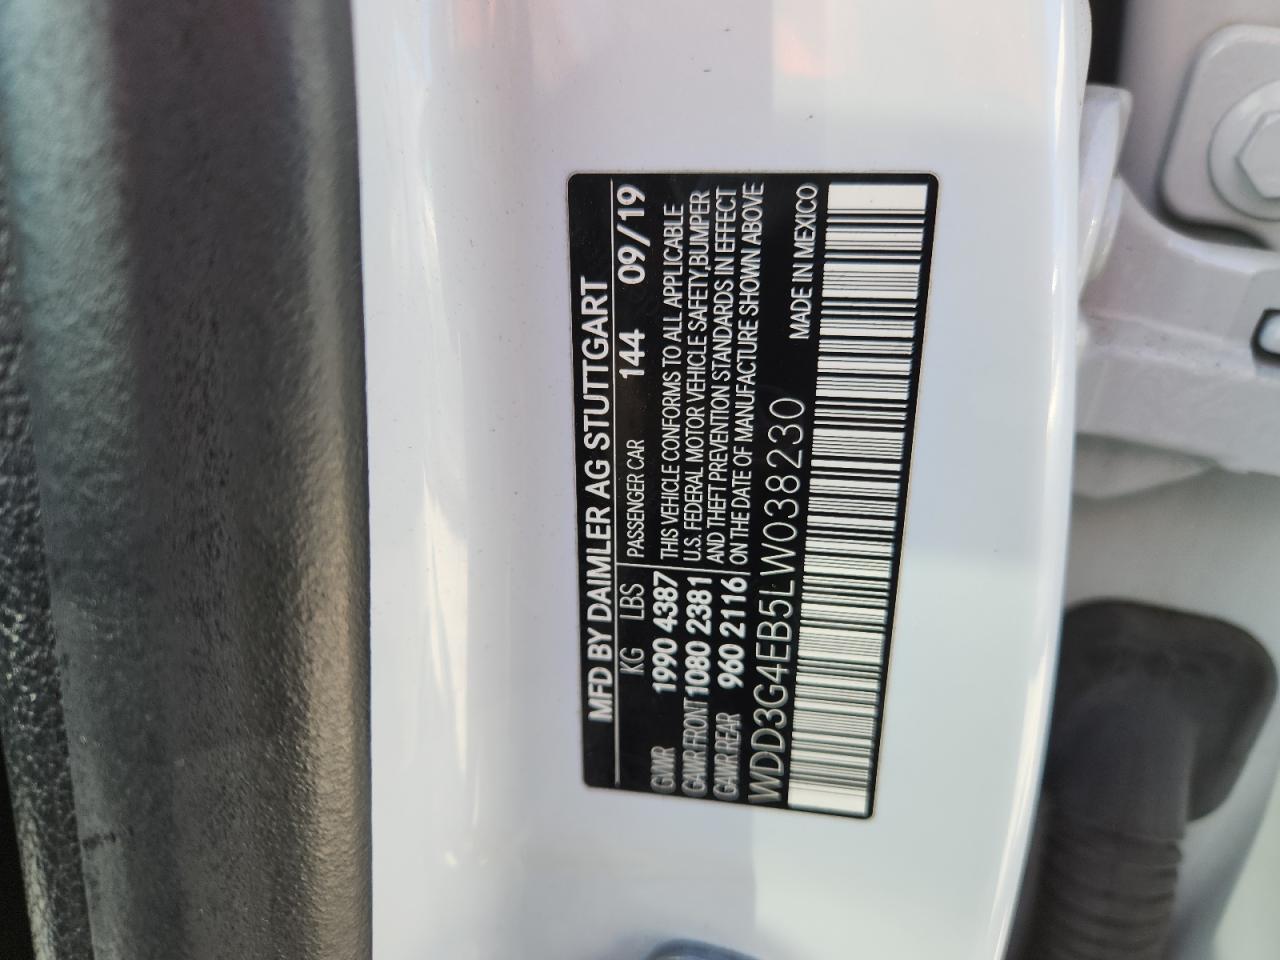 MFD BY DAIMLER AG STUTTGART
KG LBS PASSENGER CAR 144 09/19
GVWR 1990 4387 THIS VEHICLE CONFORMS TO ALL APPLICABLE
GAWR FRONT 1080 2381 U.S. FEDERAL MOTOR VEHICLE SAFETY,BUMPER
GAWR REAR 960 2116 AND THEFT PREVENTION STANDARDS IN EFFECT
ON THE DATE OF MANUFACTURE SHOWN ABOVE
WDD3G4EB5LW038230 MADE IN MEXICO